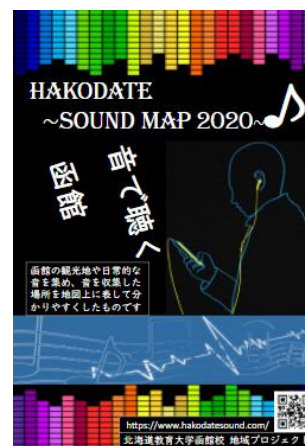 HAKODATE
~SOUND MAP 2020~
音で聴く
函館
函館の観光地や日常的な
音を集め、音を収集した
場所を地図上に表して分
かりやすくしたものです
https://www.hakodatesound.com/
北海道教育大学函館校 地域プロジェクト